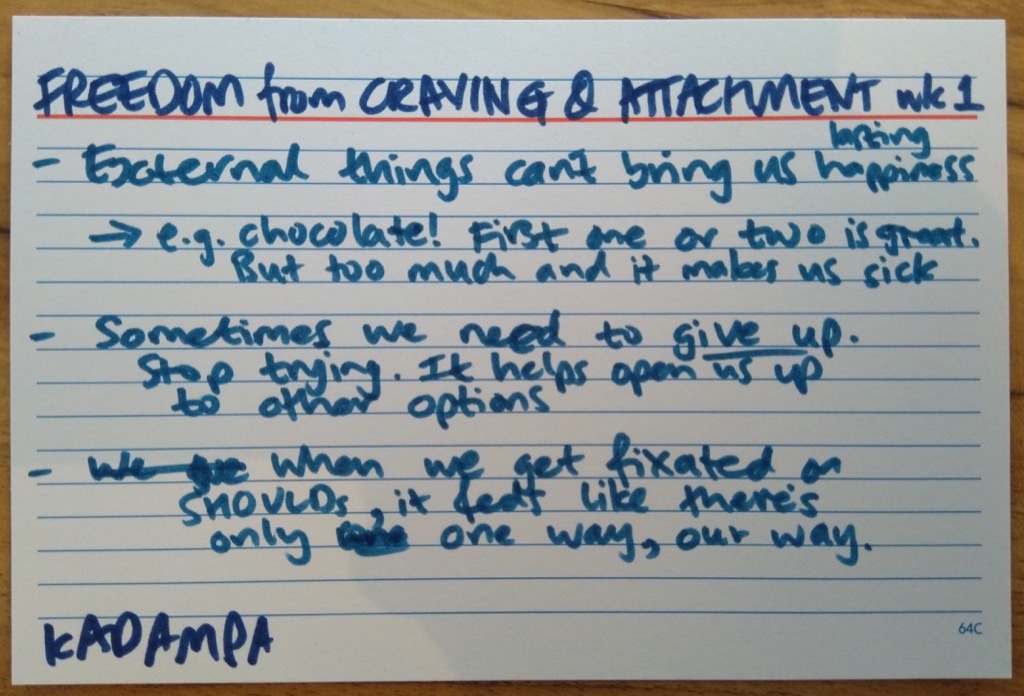 FREEDOM from CRAVING & ATTACHMENT wk 1
lasting
- External things can't bring us happiness
→ e.g. chocolate! First one or two is great.
But too much and it makes us sick
- Sometimes we need to give up.
Stop trying. It helps open us up
to other options
- We get when we get fixated on
SHOULDs, it feels like there's
only one way, our way.
KADAMPA
64C